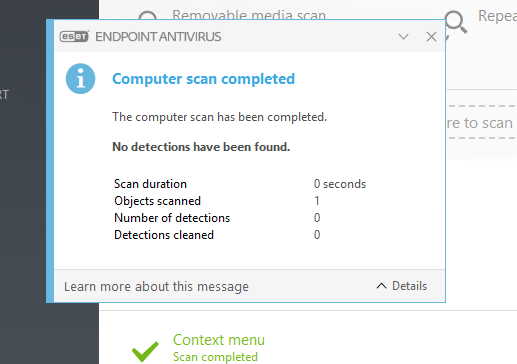 Removable media scan
Repea
eset ENDPOINT ANTIVIRUS
RT
Computer scan completed
The computer scan has been completed.
re to scan
No detections have been found.
Scan duration 0 seconds
Objects scanned 1
Number of detections 0
Detections cleaned 0
Learn more about this message
Details
Context menu
Scan completed